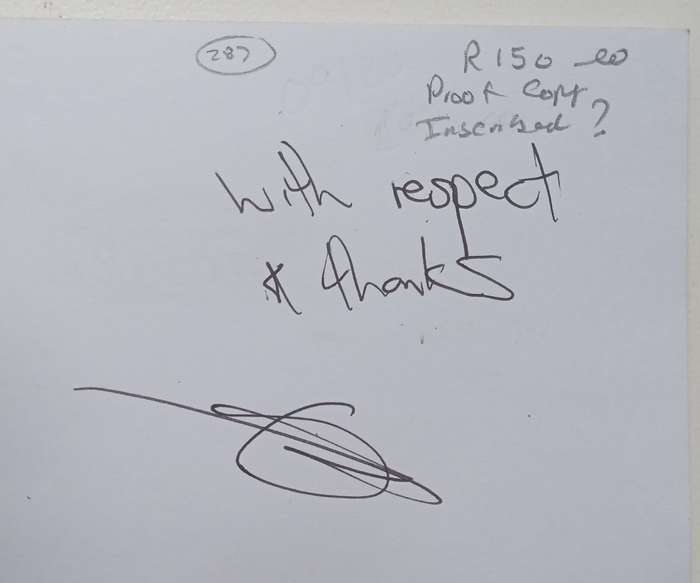 287
R150 00
Proof Copy
Inscribed?
With respect
& thanks